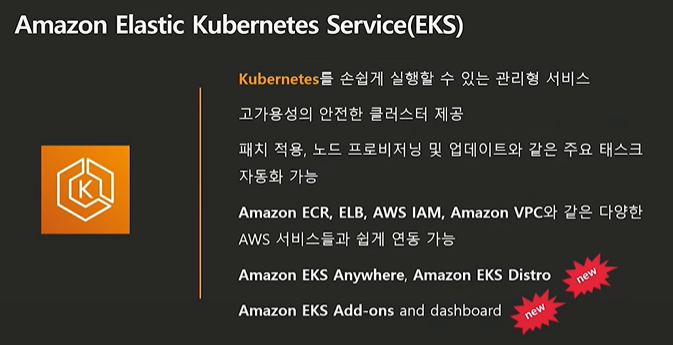 Amazon Elastic Kubernetes Service(EKS)
Kubernetes를 손쉽게 실행할 수 있는 관리형 서비스
고가용성의 안전한 클러스터 제공
패치 적용, 노드 프로비저닝 및 업데이트와 같은 주요 태스크
자동화 가능
K
Amazon ECR, ELB, AWS IAM, Amazon VPC와 같은 다양한
AWS 서비스들과 쉽게 연동 가능
Amazon EKS Anywhere, Amazon EKS Distro
new
Amazon EKS Add-ons and dashboard
new